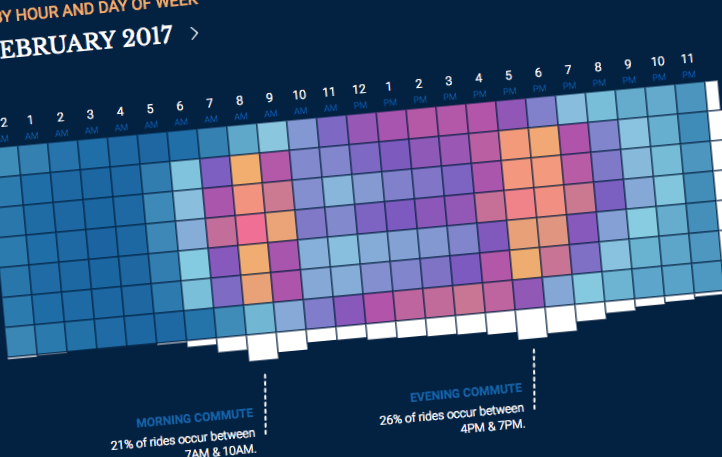 BY HOUR AND DAY OF WEEK
EBRUARY 2017 >
2 1 2 3 4 5 6 7 8 9 10 11 12 1 2 3 4 5 6 7 8 9 10 11
AM AM AM AM AM AM AM AM AM AM AM PM PM PM PM PM PM PM PM PM PM PM PM
MORNING COMMUTE
21% of rides occur between
7AM & 10AM.
EVENING COMMUTE
26% of rides occur between
4PM & 7PM.